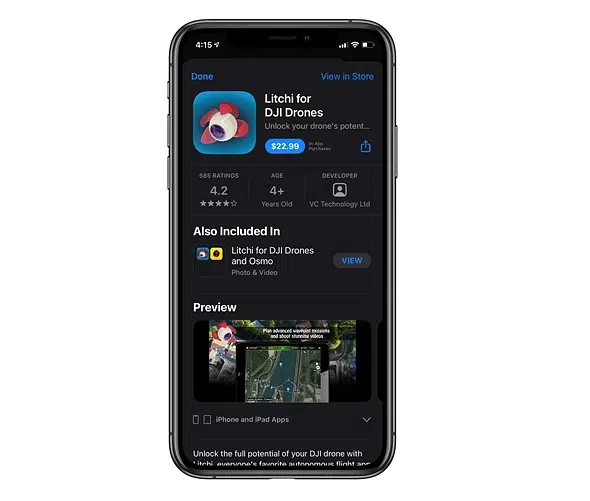 4:15
Done
View in Store
Litchi for
DJI Drones
Unlock your drone's potent...
$22.99
In-App
Purchases
585 RATINGS
4.2
AGE
4+
Years Old
DEVELOPER
VC Technology Ltd
Also Included In
Litchi for DJI Drones
and Osmo
Photo & Video
VIEW
Preview
Plan advanced waypoint missions
and shoot stunning videos
iPhone and iPad Apps
Unlock the full potential of your DJI drone with
Litchi, everyone's favorite autonomous flight app